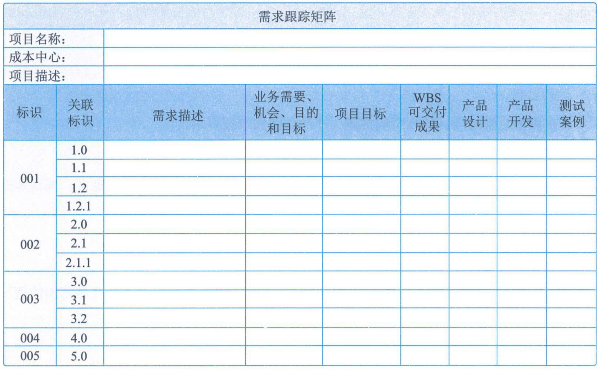 需求跟踪矩阵
项目名称：
成本中心：
项目描述：
标识 关联标识 需求描述 业务需要、机会、目的和目标 项目目标 WBS可交付成果 产品设计 产品开发 测试案例
001 1.0
1.1
1.2
1.2.1
002 2.0
2.1
2.1.1
003 3.0
3.1
3.2
004 4.0
005 5.0